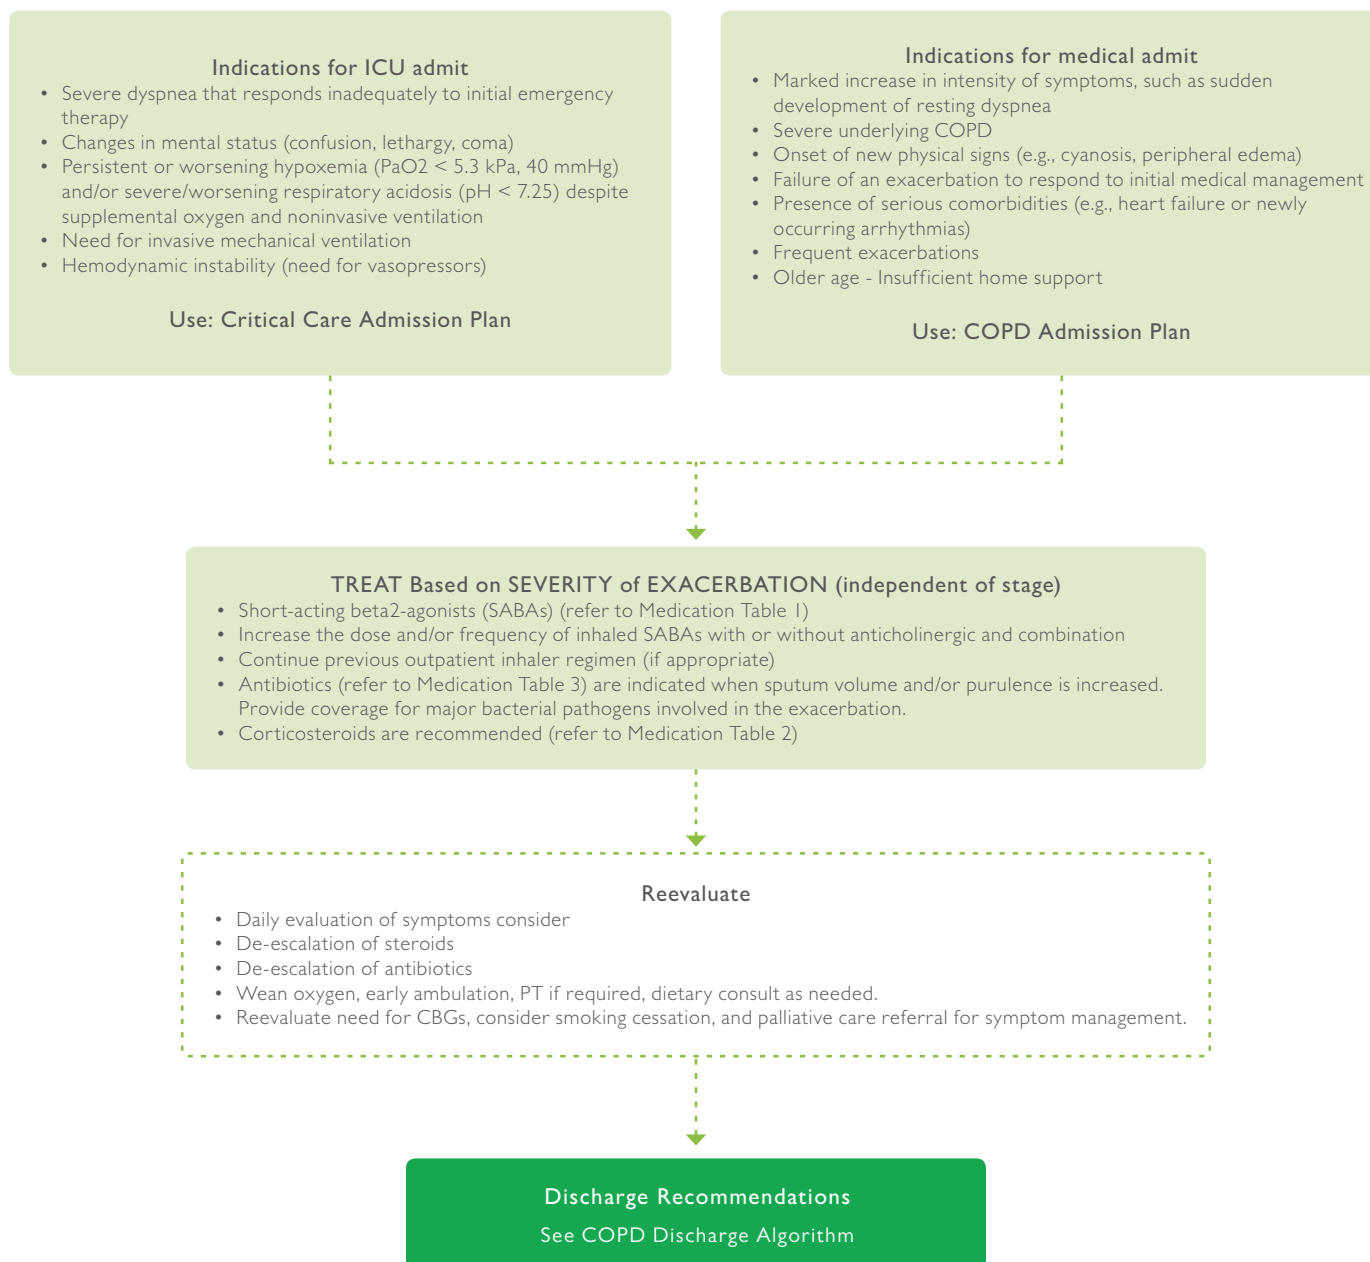 Indications for ICU admit
• Severe dyspnea that responds inadequately to initial emergency
therapy
• Changes in mental status (confusion, lethargy, coma)
• Persistent or worsening hypoxemia (PaO2 < 5.3 kPa, 40 mmHg)
and/or severe/worsening respiratory acidosis (pH < 7.25) despite
supplemental oxygen and noninvasive ventilation
• Need for invasive mechanical ventilation
• Hemodynamic instability (need for vasopressors)
Use: Critical Care Admission Plan
Indications for medical admit
• Marked increase in intensity of symptoms, such as sudden
development of resting dyspnea
• Severe underlying COPD
• Onset of new physical signs (e.g., cyanosis, peripheral edema)
• Failure of an exacerbation to respond to initial medical management
• Presence of serious comorbidities (e.g., heart failure or newly
occurring arrhythmias)
• Frequent exacerbations
• Older age - Insufficient home support
Use: COPD Admission Plan
TREAT Based on SEVERITY of EXACERBATION (independent of stage)
• Short-acting beta2-agonists (SABAs) (refer to Medication Table 1)
• Increase the dose and/or frequency of inhaled SABAs with or without anticholinergic and combination
• Continue previous outpatient inhaler regimen (if appropriate)
• Antibiotics (refer to Medication Table 3) are indicated when sputum volume and/or purulence is increased.
Provide coverage for major bacterial pathogens involved in the exacerbation.
• Corticosteroids are recommended (refer to Medication Table 2)
Reevaluate
• Daily evaluation of symptoms consider
• De-escalation of steroids
• De-escalation of antibiotics
• Wean oxygen, early ambulation, PT if required, dietary consult as needed.
• Reevaluate need for CBGs, consider smoking cessation, and palliative care referral for symptom management.
Discharge Recommendations
See COPD Discharge Algorithm